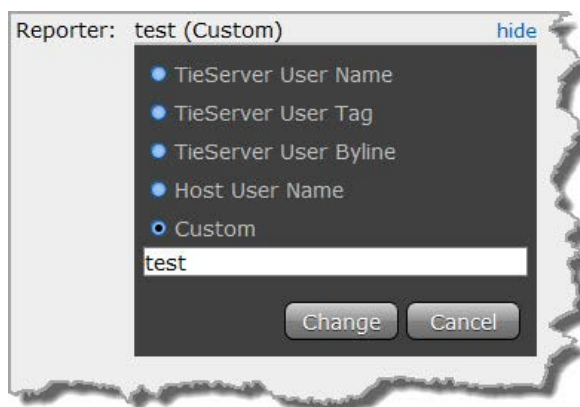 Reporter: test (Custom) hide
TieServer User Name
TieServer User Tag
TieServer User Byline
Host User Name
Custom
test
Change Cancel